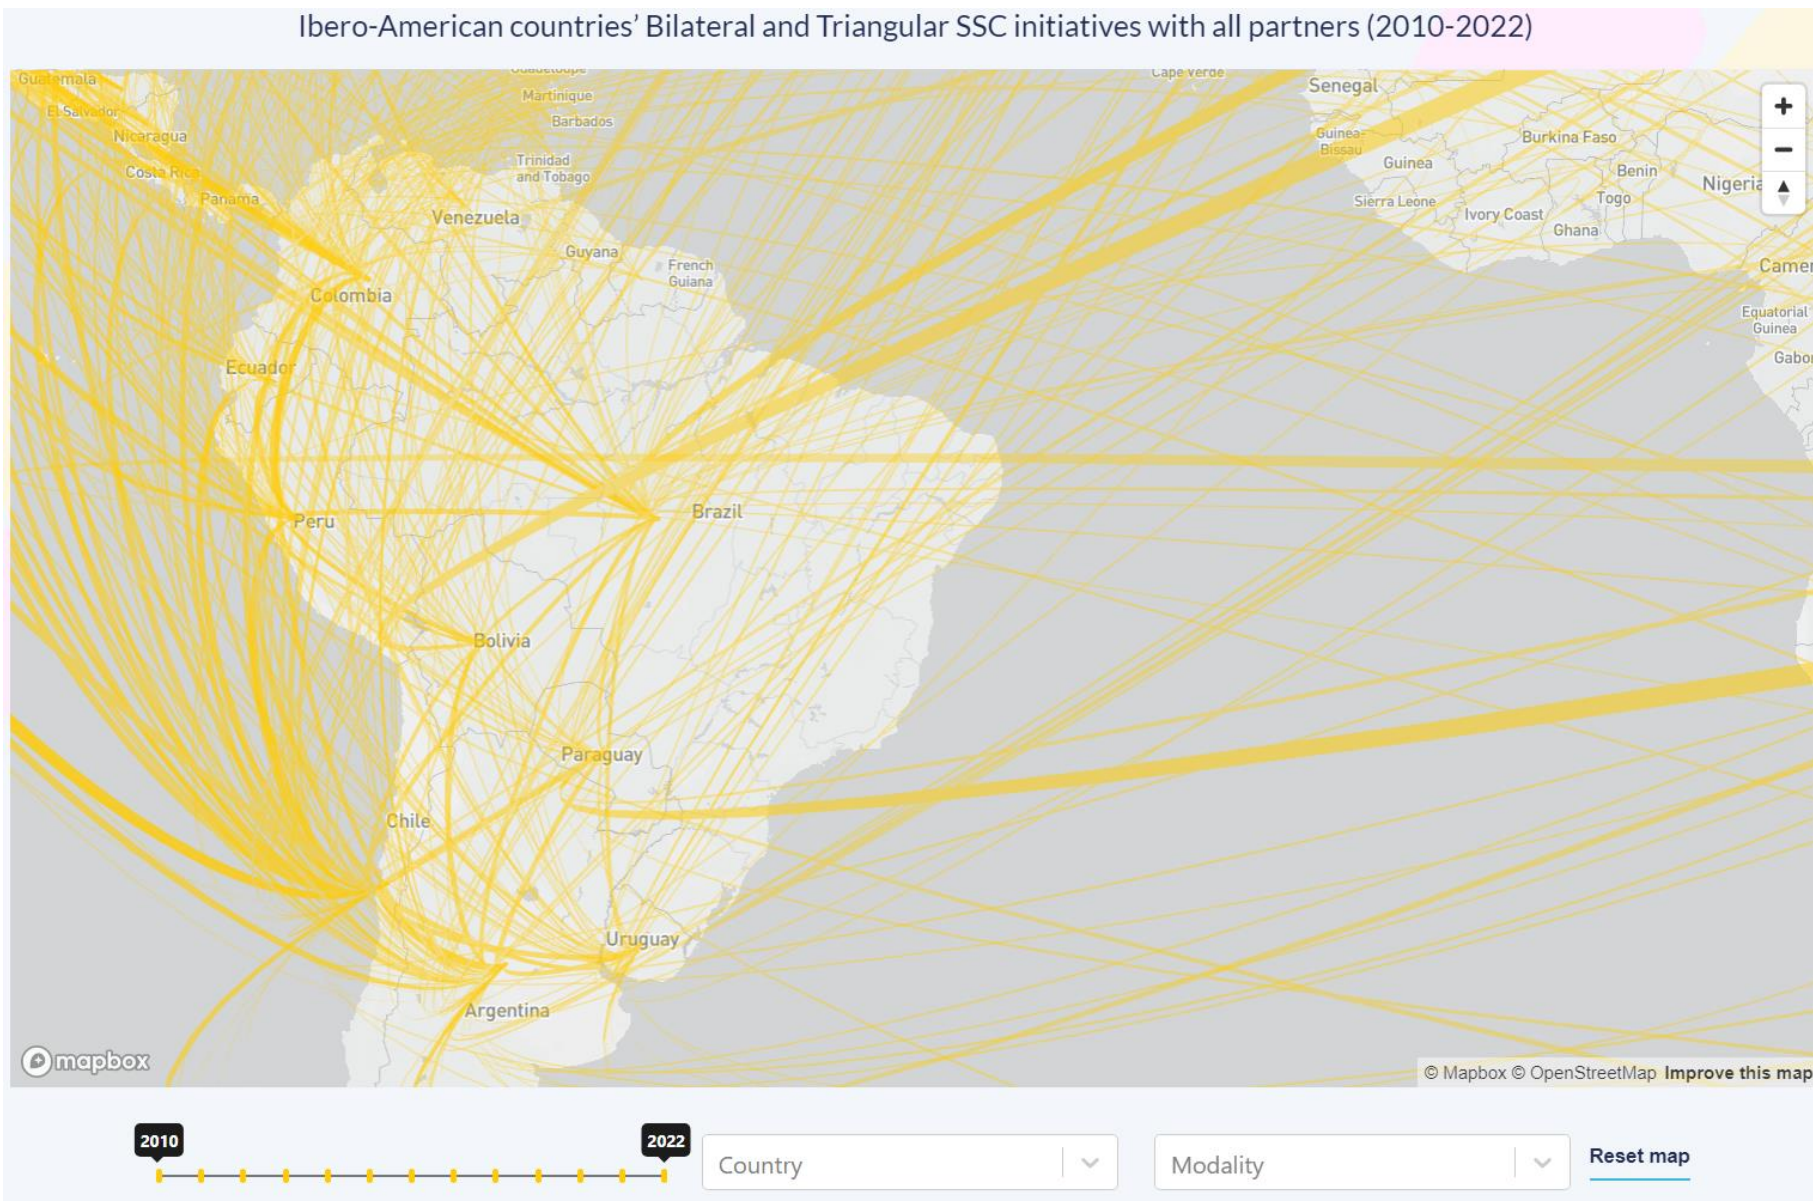 Ibero-American countries’ Bilateral and Triangular SSC initiatives with all partners (2010-2022)
Guatemala
El Salvador
Nicaragua
Costa Rica
Panama
Guadeloupe
Martinique
Barbados
Trinidad
and Tobago
Venezuela
Guyana
French
Guiana
Colombia
Ecuador
Peru
Brazil
Bolivia
Paraguay
Chile
Uruguay
Argentina
Cape Verde
Senegal
Guinea-
Bissau
Guinea
Sierra Leone
Burkina Faso
Ivory Coast
Ghana
Togo
Benin
Nigeria
Camer
Equatorial
Guinea
Gabo
+
−
mapbox
© Mapbox © OpenStreetMap Improve this map
2010
2022
Country
Modality
Reset map